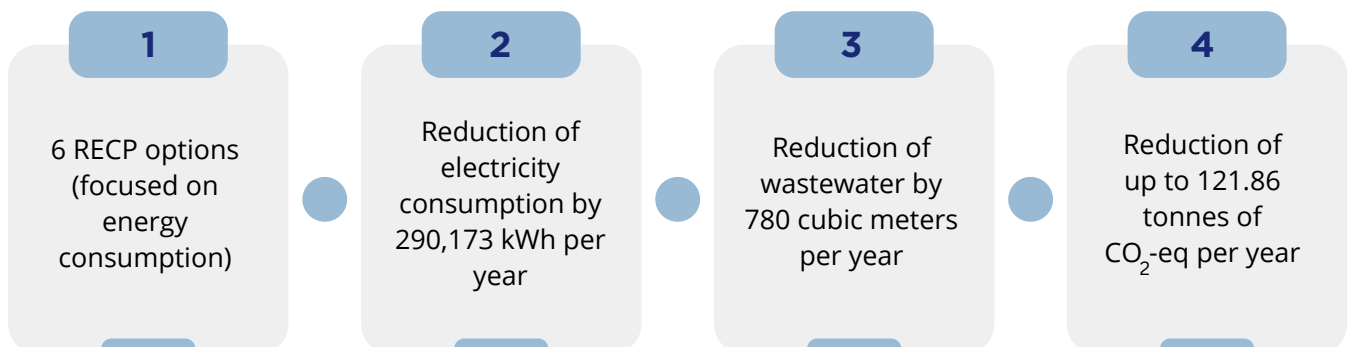 1
6 RECP options
(focused on
energy
consumption)
2
Reduction of
electricity
consumption by
290,173 kWh per
year
3
Reduction of
wastewater by
780 cubic meters
per year
4
Reduction of
up to 121.86
tonnes of
CO₂-eq per year